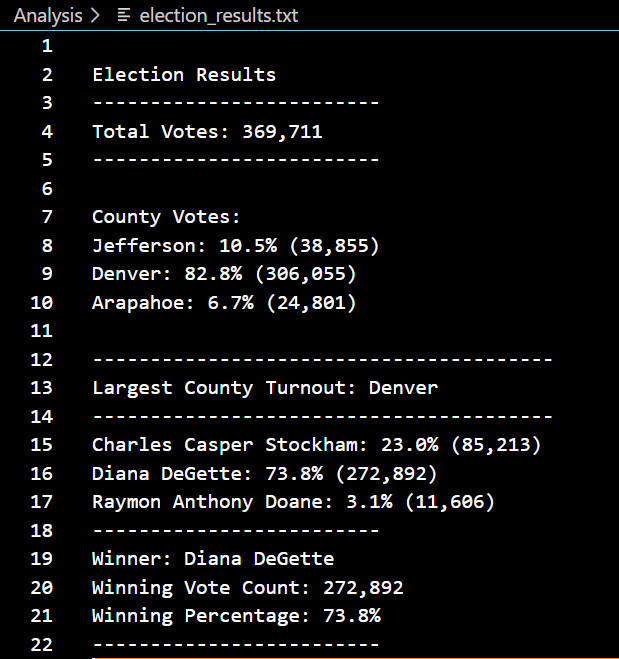 Analysis > election_results.txt
1
2 Election Results
3 -------------------------
4 Total Votes: 369,711
5 -------------------------
6
7 County Votes:
8 Jefferson: 10.5% (38,855)
9 Denver: 82.8% (306,055)
10 Arapahoe: 6.7% (24,801)
11
12 ----------------------------------------
13 Largest County Turnout: Denver
14 ----------------------------------------
15 Charles Casper Stockham: 23.0% (85,213)
16 Diana DeGette: 73.8% (272,892)
17 Raymon Anthony Doane: 3.1% (11,606)
18 -------------------------
19 Winner: Diana DeGette
20 Winning Vote Count: 272,892
21 Winning Percentage: 73.8%
22 -------------------------